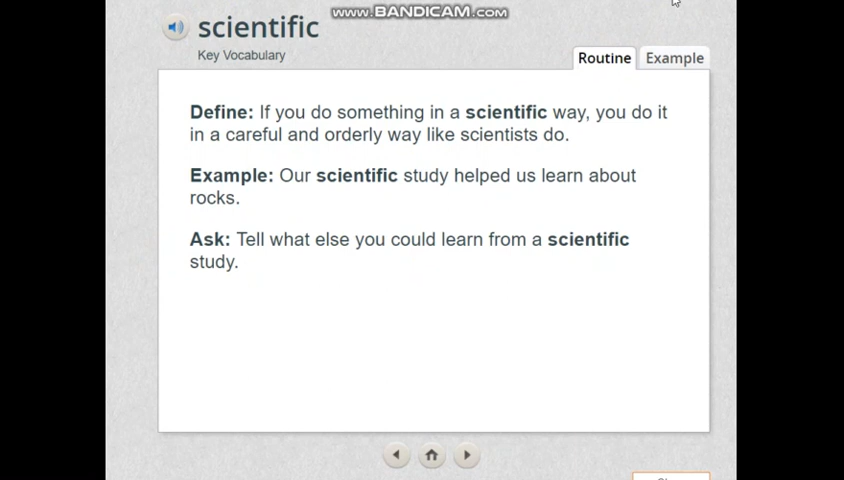 WWW.BANDICAM.COM
scientific
Key Vocabulary
Routine
Example
Define: If you do something in a scientific way, you do it
in a careful and orderly way like scientists do.
Example: Our scientific study helped us learn about
rocks.
Ask: Tell what else you could learn from a scientific
study.